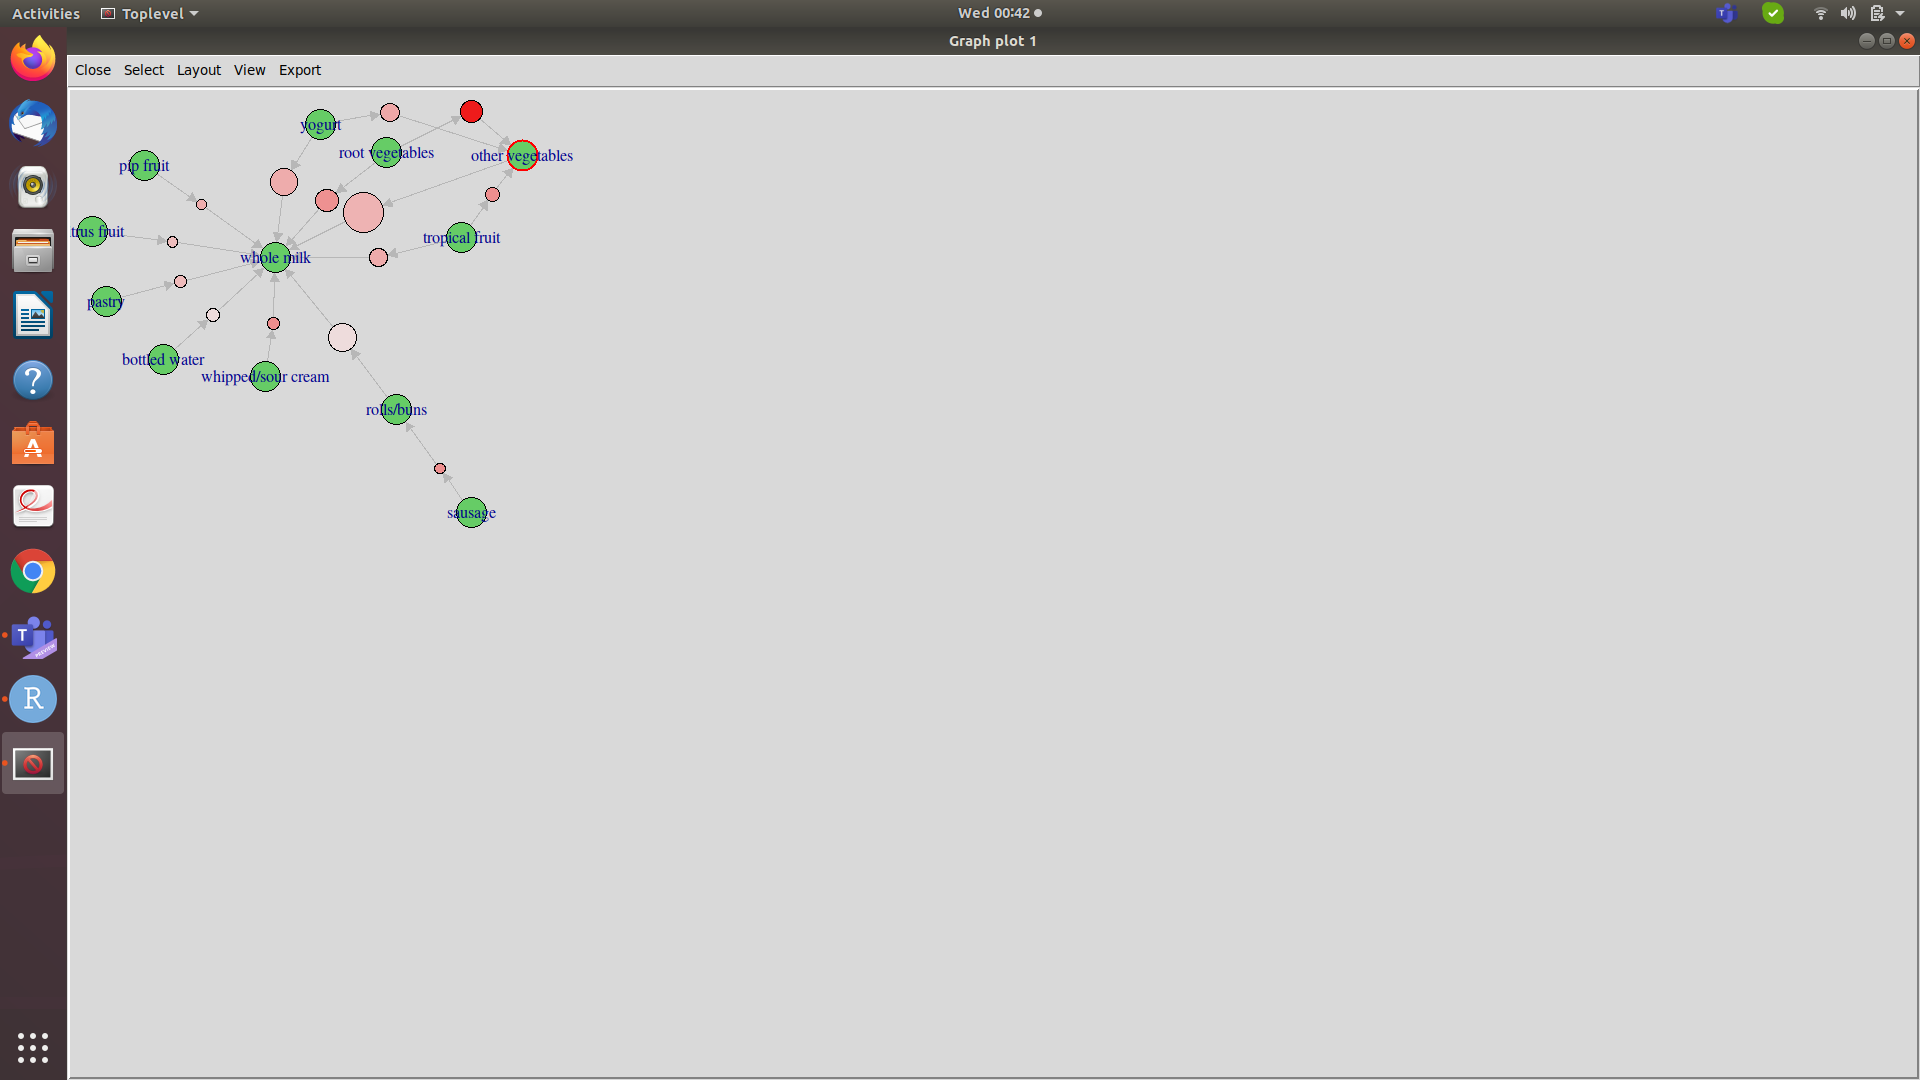 Activities Toplevel Wed 00:42
Graph plot 1
Close Select Layout View Export
yogurt
root vegetables
other vegetables
pip fruit
trus fruit
tropical fruit
whole milk
pastry
bottled water
whipped/sour cream
rolls/buns
sausage
T
PREVIEW
R